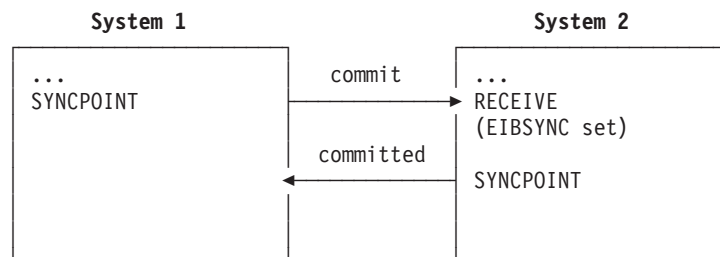 System 1
System 2
...
commit
...
SYNCPOINT
RECEIVE
(EIBSYNC set)
committed
SYNCPOINT